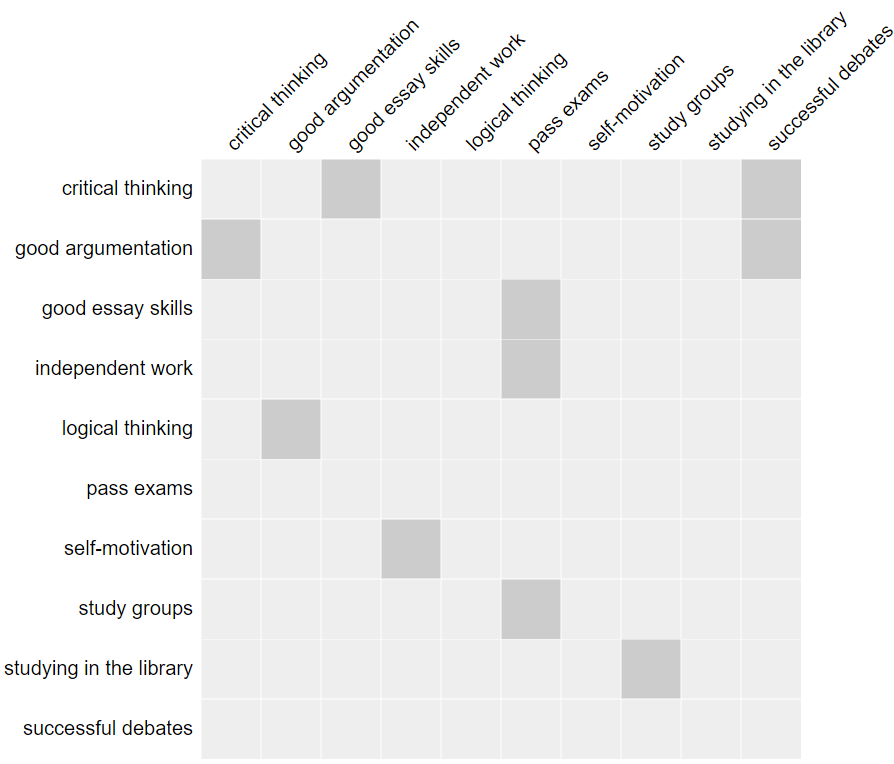 critical thinking
good argumentation
good essay skills
independent work
logical thinking
pass exams
self-motivation
study groups
studying in the library
successful debates
critical thinking
good argumentation
good essay skills
independent work
logical thinking
pass exams
self-motivation
study groups
studying in the library
successful debates